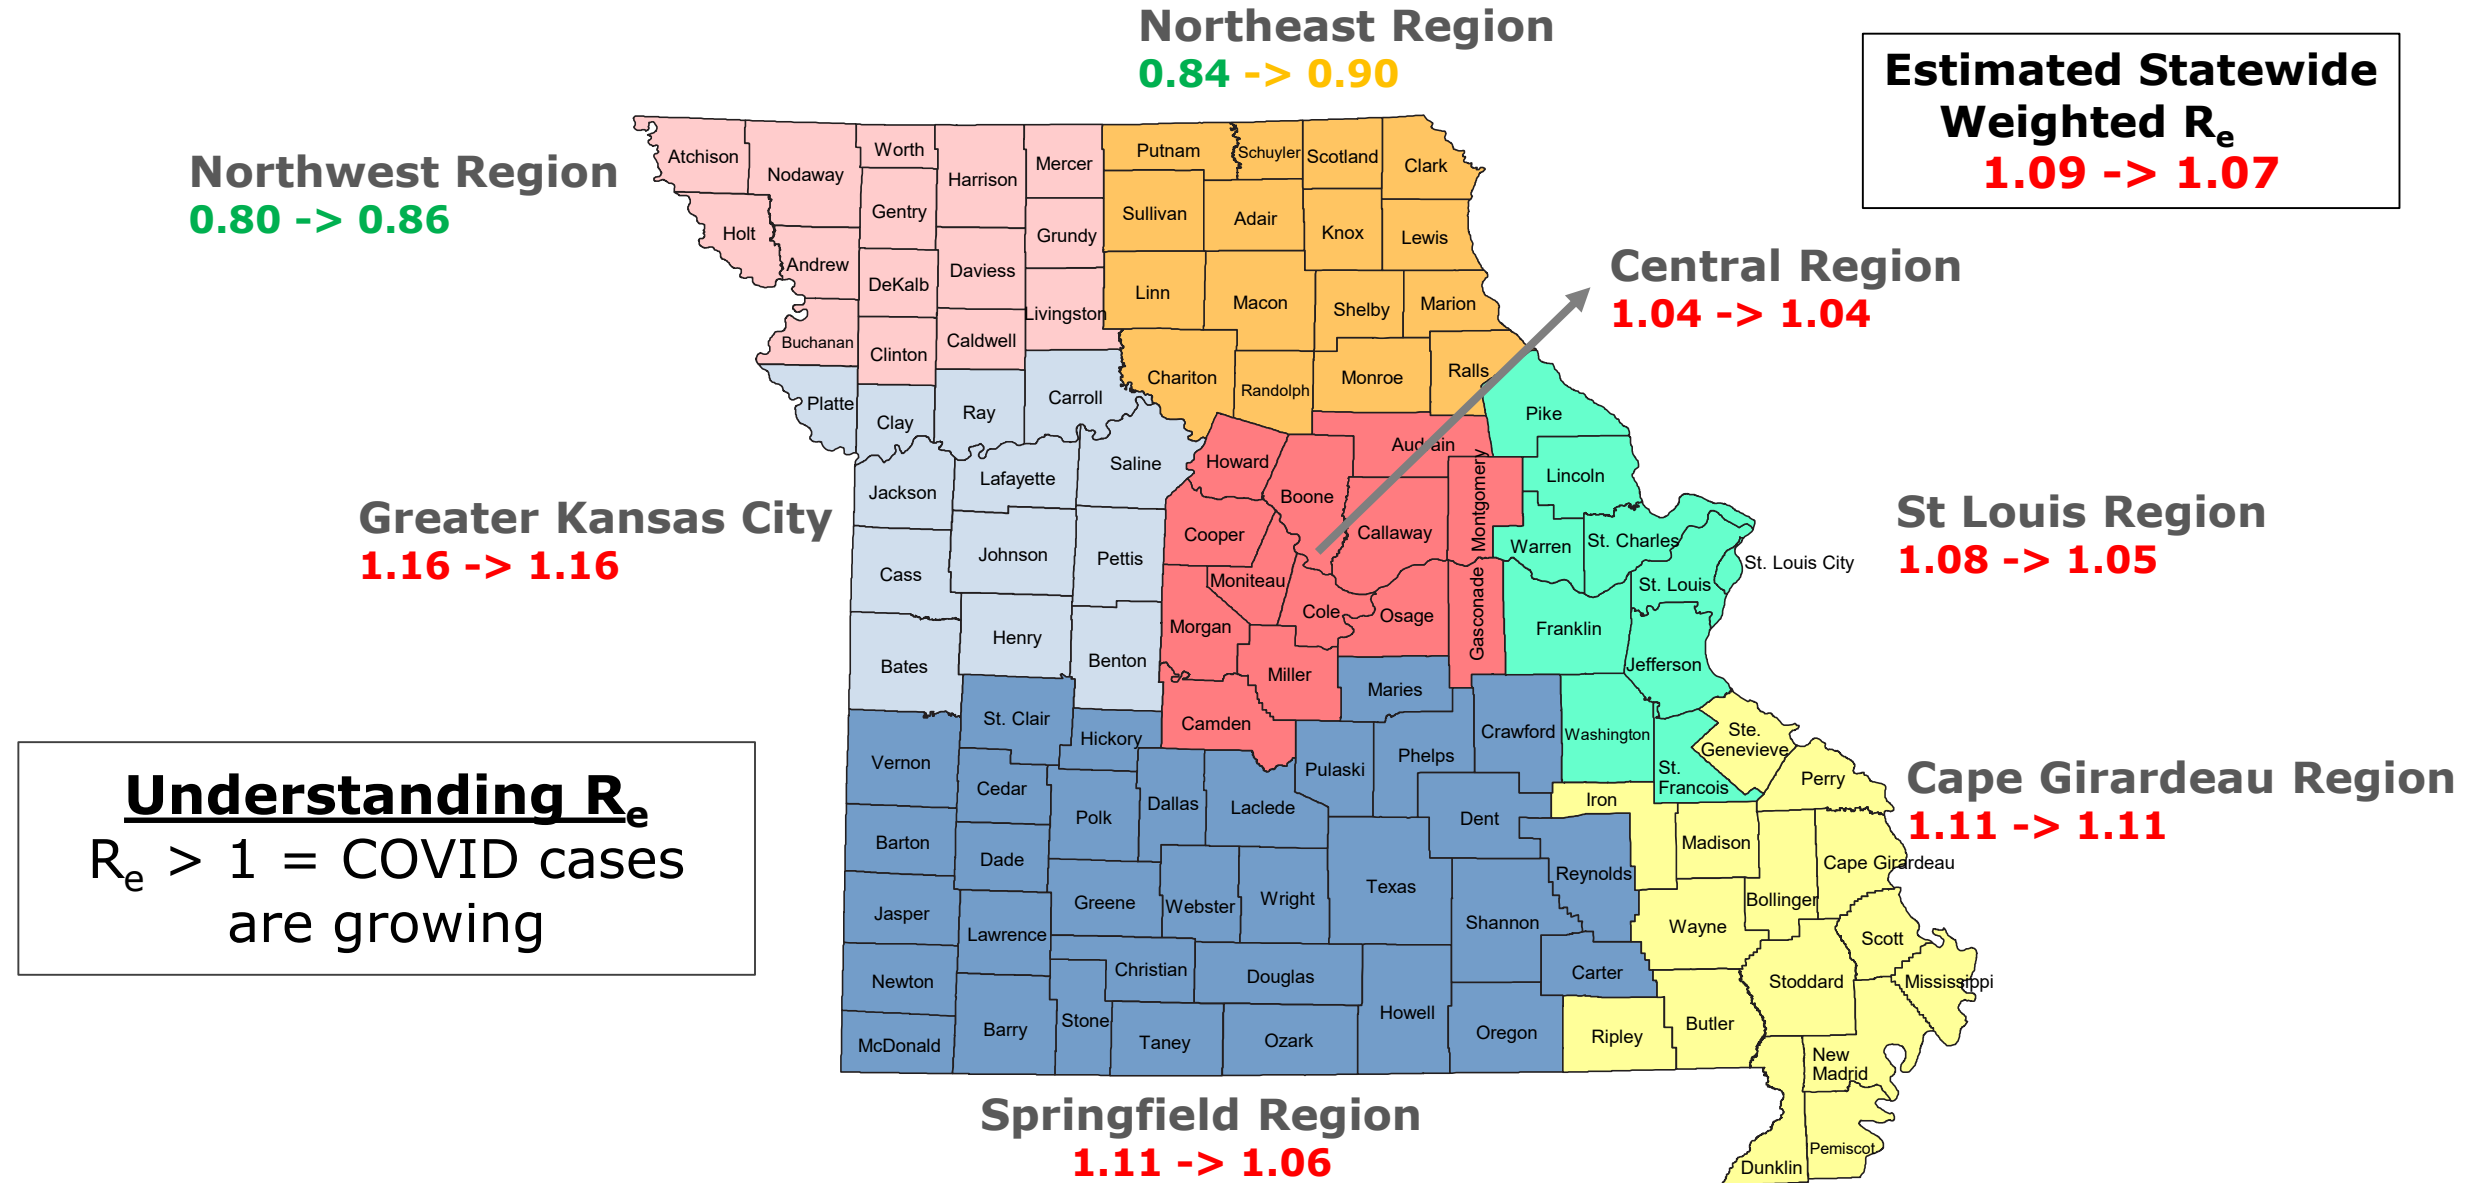 Northeast Region
0.84 -> 0.90
Estimated Statewide
Weighted Re
1.09 -> 1.07
Northwest Region
0.80 -> 0.86
Central Region
1.04 -> 1.04
Greater Kansas City
1.16 -> 1.16
St Louis Region
1.08 -> 1.05
Understanding Re
Re > 1 = COVID cases
are growing
Cape Girardeau Region
1.11 -> 1.11
Springfield Region
1.11 -> 1.06
Atchison
Nodaway
Worth
Harrison
Mercer
Putnam
Schuyler
Scotland
Clark
Holt
Andrew
Gentry
DeKalb
Daviess
Grundy
Livingston
Sullivan
Adair
Knox
Lewis
Buchanan
Clinton
Caldwell
Linn
Macon
Shelby
Marion
Platte
Clay
Ray
Carroll
Chariton
Randolph
Monroe
Ralls
Pike
Jackson
Lafayette
Saline
Howard
Boone
Audrain
Montgomery
Lincoln
Cass
Johnson
Pettis
Cooper
Moniteau
Callaway
Warren
St. Charles
St. Louis City
St. Louis
Bates
Henry
Benton
Morgan
Cole
Osage
Gasconade
Franklin
Jefferson
Miller
Camden
Maries
Vernon
St. Clair
Hickory
Pulaski
Phelps
Crawford
Washington
St.
Francois
Ste.
Genevieve
Perry
Cedar
Polk
Dallas
Laclede
Dent
Iron
Madison
Barton
Dade
Greene
Webster
Wright
Texas
Reynolds
Shannon
Wayne
Bollinger
Cape Girardeau
Jasper
Lawrence
Christian
Douglas
Carter
Scott
Stoddard
Mississippi
Newton
McDonald
Barry
Stone
Taney
Ozark
Howell
Oregon
Ripley
Butler
New
Madrid
Pemiscot
Dunklin